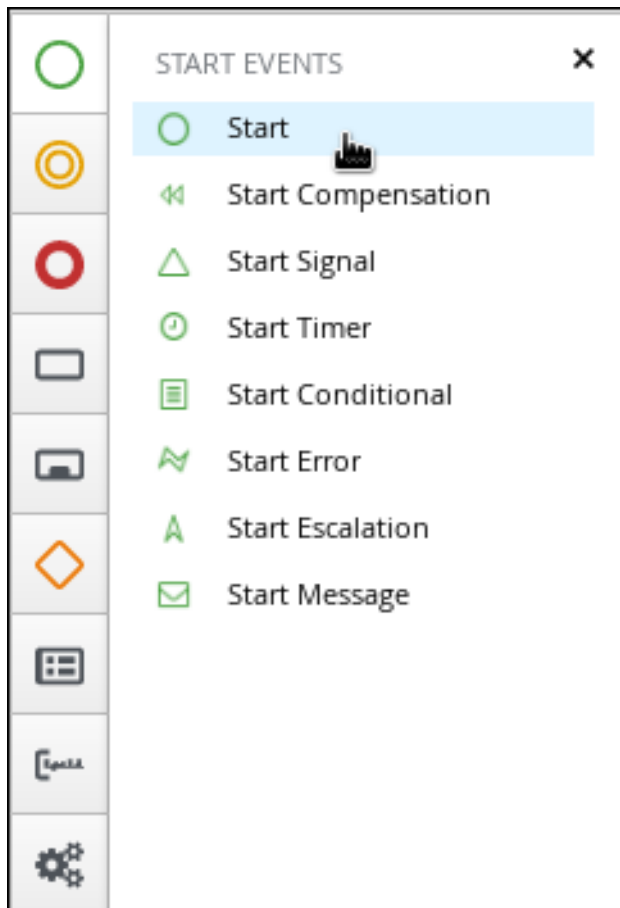 START EVENTS
Start
Start Compensation
Start Signal
Start Timer
Start Conditional
Start Error
Start Escalation
Start Message